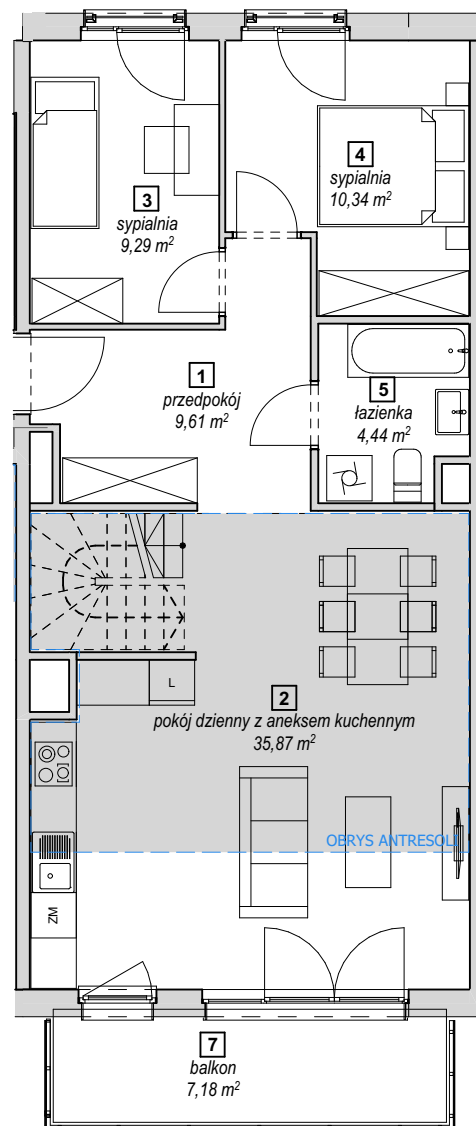 4
sypialnia
10,34 m²
3
sypialnia
9,29 m²
1
przedpokój
9,61 m²
5
łazienka
4,44 m²
L
2
pokój dzienny z aneksem kuchennym
35,87 m²
OBRYS ANTRESOLI
ZM
7
balkon
7,18 m²